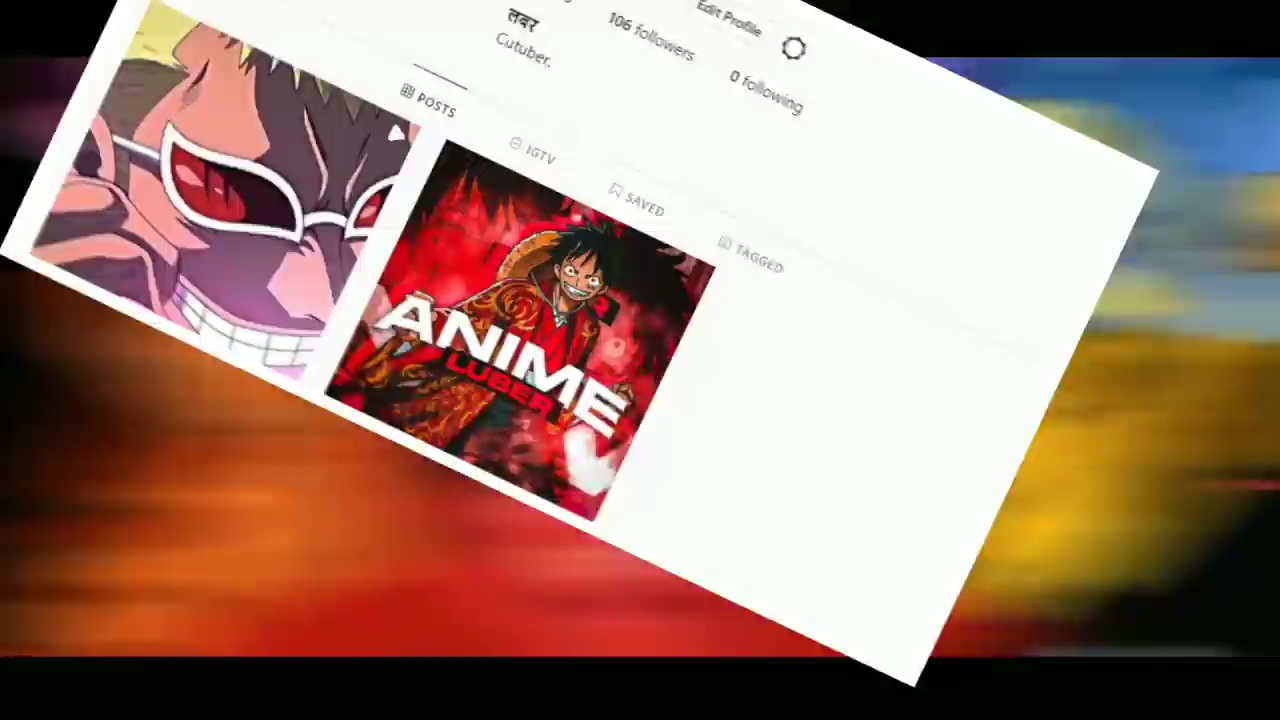 Edit Profile
106 followers
0 following
लबर
Cutuber.
POSTS
IGTV
SAVED
TAGGED
ANIME
LUBER